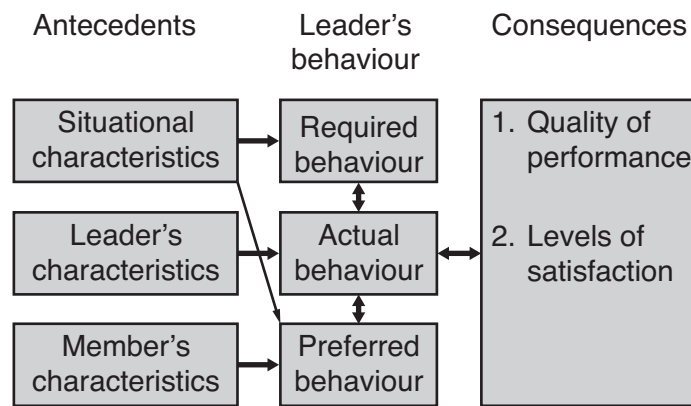 Antecedents
Leader's
behaviour
Consequences
Situational
characteristics
Required
behaviour
1. Quality of
performance
Leader's
characteristics
Actual
behaviour
2. Levels of
satisfaction
Member's
characteristics
Preferred
behaviour